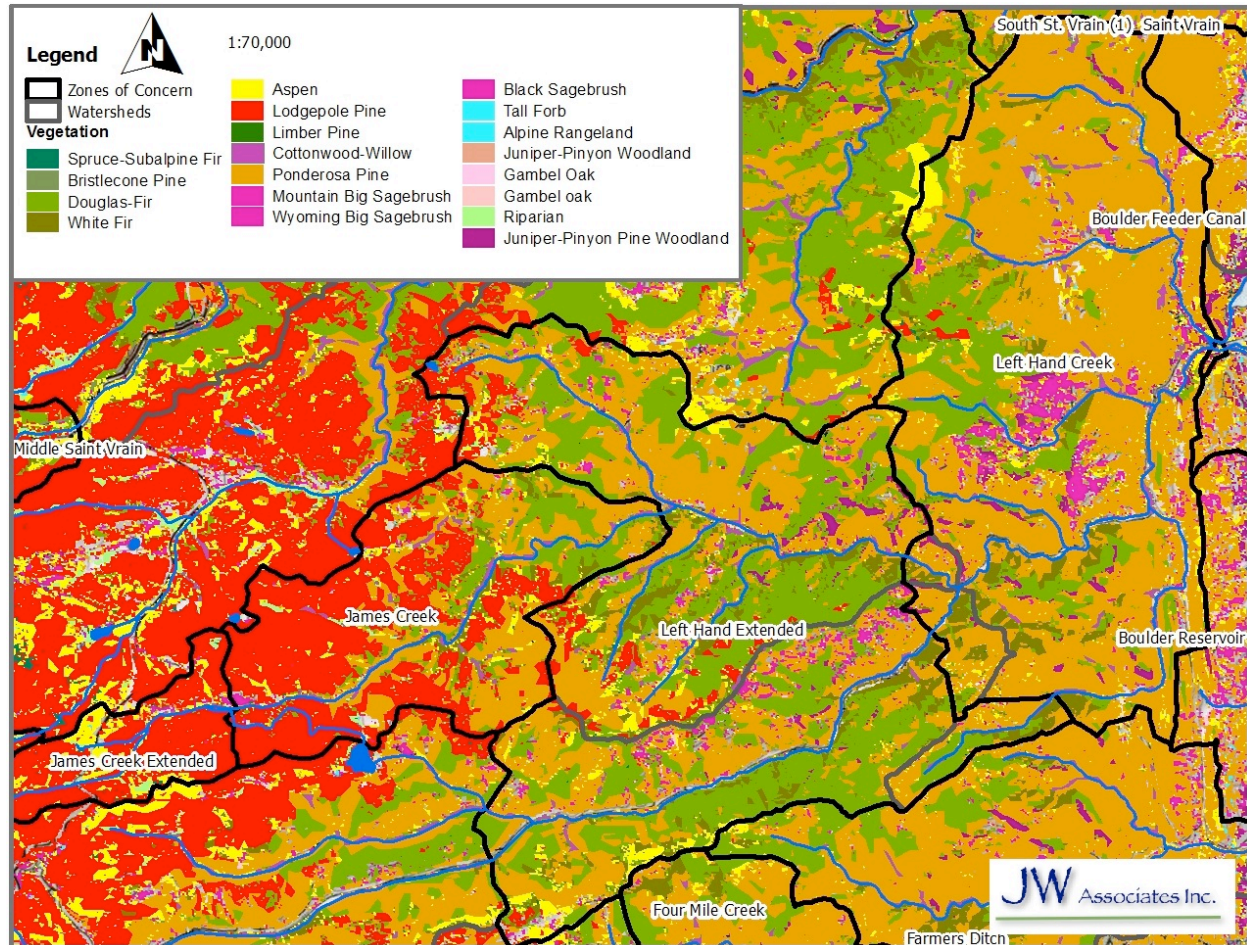 Legend
N
1:70,000
Zones of Concern
Watersheds
Vegetation
Spruce-Subalpine Fir
Bristlecone Pine
Douglas-Fir
White Fir
Aspen
Lodgepole Pine
Limber Pine
Cottonwood-Willow
Ponderosa Pine
Mountain Big Sagebrush
Wyoming Big Sagebrush
Black Sagebrush
Tall Forb
Alpine Rangeland
Juniper-Pinyon Woodland
Gambel Oak
Gambel oak
Riparian
Juniper-Pinyon Pine Woodland
South St. Vrain (1) Saint Vrain
Boulder Feeder Canal
Left Hand Creek
Middle Saint Vrain
James Creek
Left Hand Extended
Boulder Reservoir
James Creek Extended
Four Mile Creek
Farmers Ditch
JW Associates Inc.